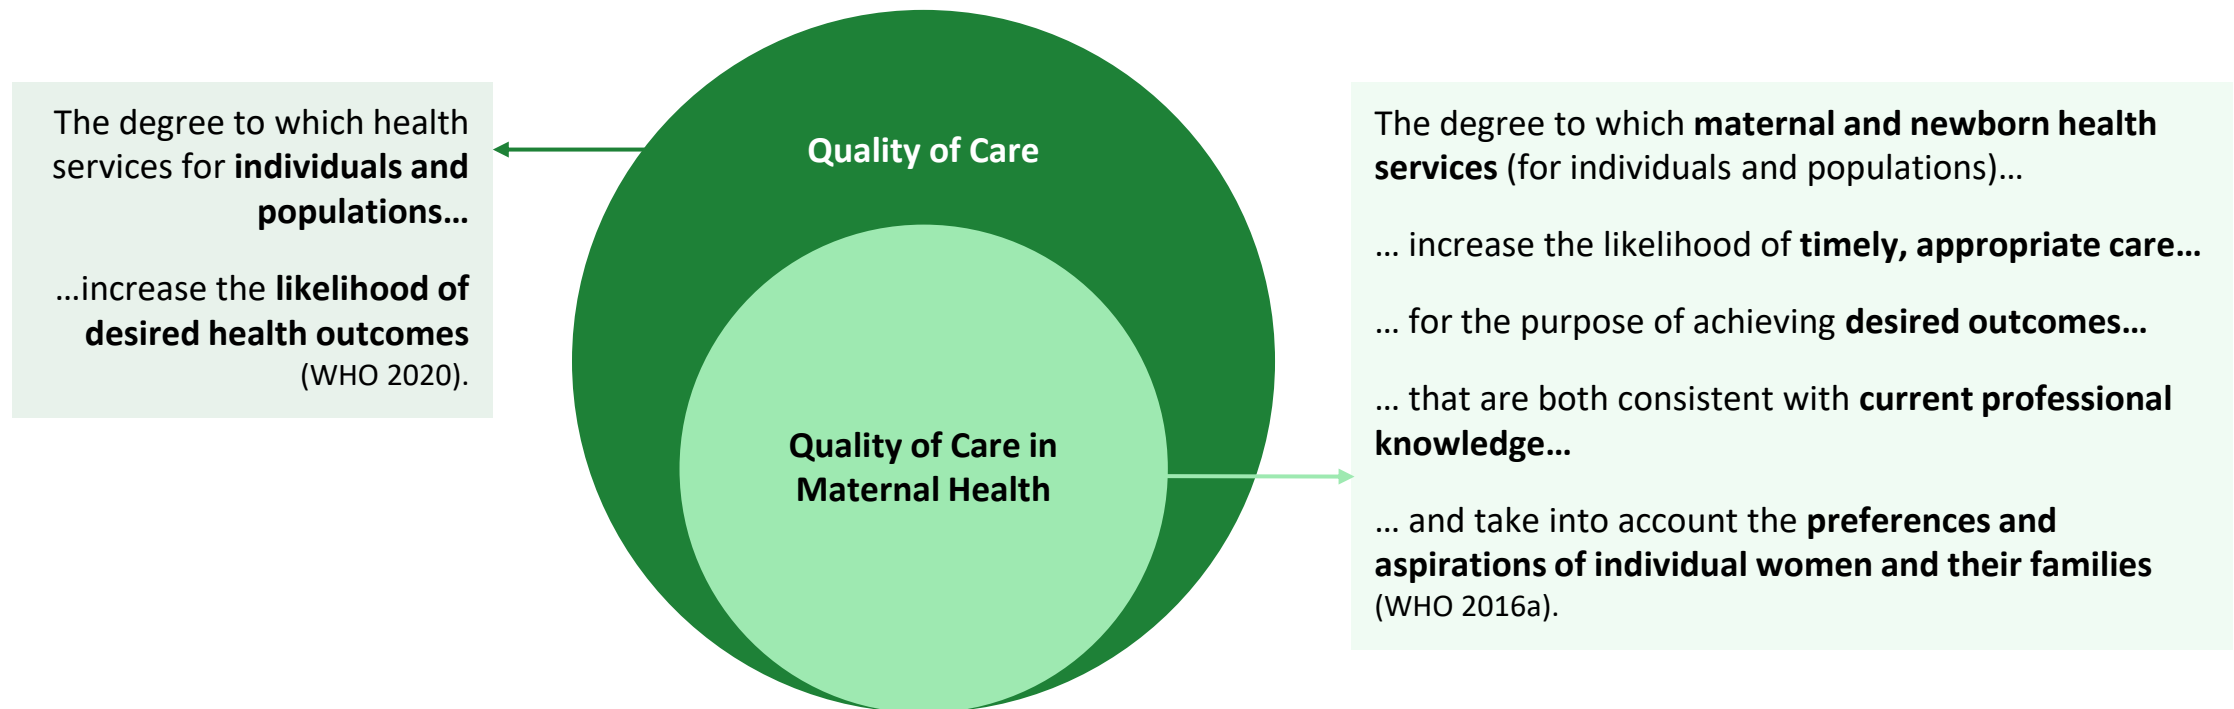 The degree to which health
services for individuals and
populations…
…increase the likelihood of
desired health outcomes
(WHO 2020).
Quality of Care
Quality of Care in
Maternal Health
The degree to which maternal and newborn health
services (for individuals and populations)…
… increase the likelihood of timely, appropriate care…
… for the purpose of achieving desired outcomes…
… that are both consistent with current professional
knowledge…
… and take into account the preferences and
aspirations of individual women and their families
(WHO 2016a).